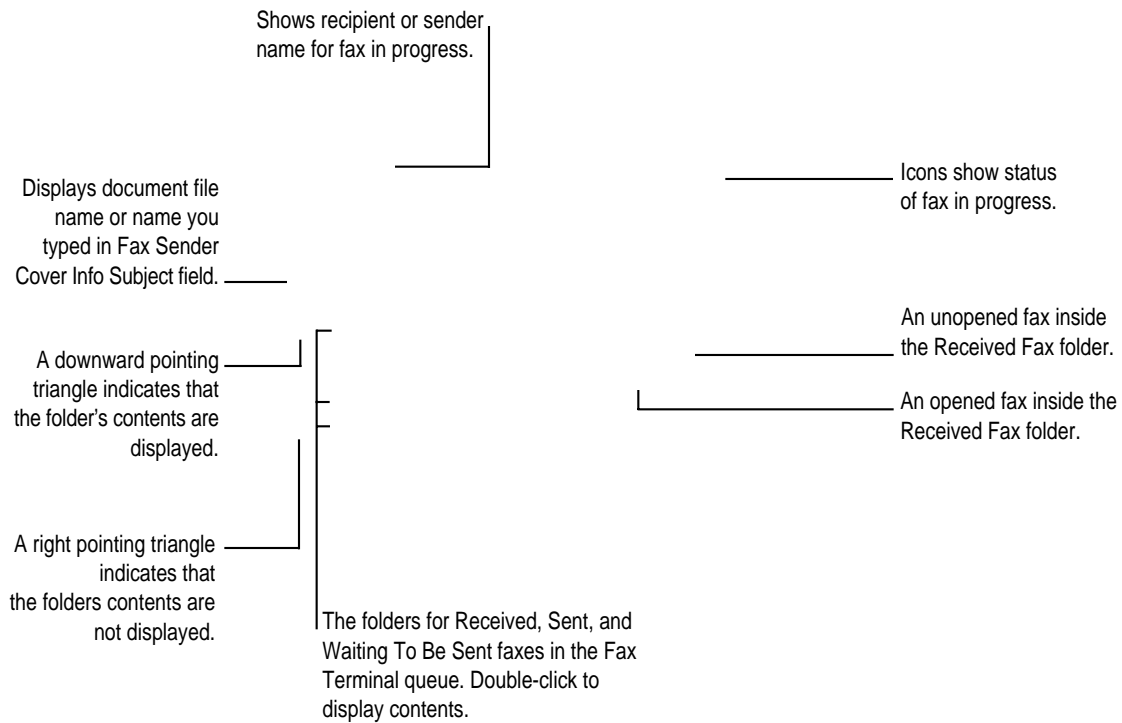 Shows recipient or sender
name for fax in progress.
Displays document file
name or name you
typed in Fax Sender
Cover Info Subject field.
Icons show status
of fax in progress.
An unopened fax inside
the Received Fax folder.
A downward pointing
triangle indicates that
the folder's contents are
displayed.
An opened fax inside the
Received Fax folder.
A right pointing triangle
indicates that
the folders contents are
not displayed.
The folders for Received, Sent, and
Waiting To Be Sent faxes in the Fax
Terminal queue. Double-click to
display contents.